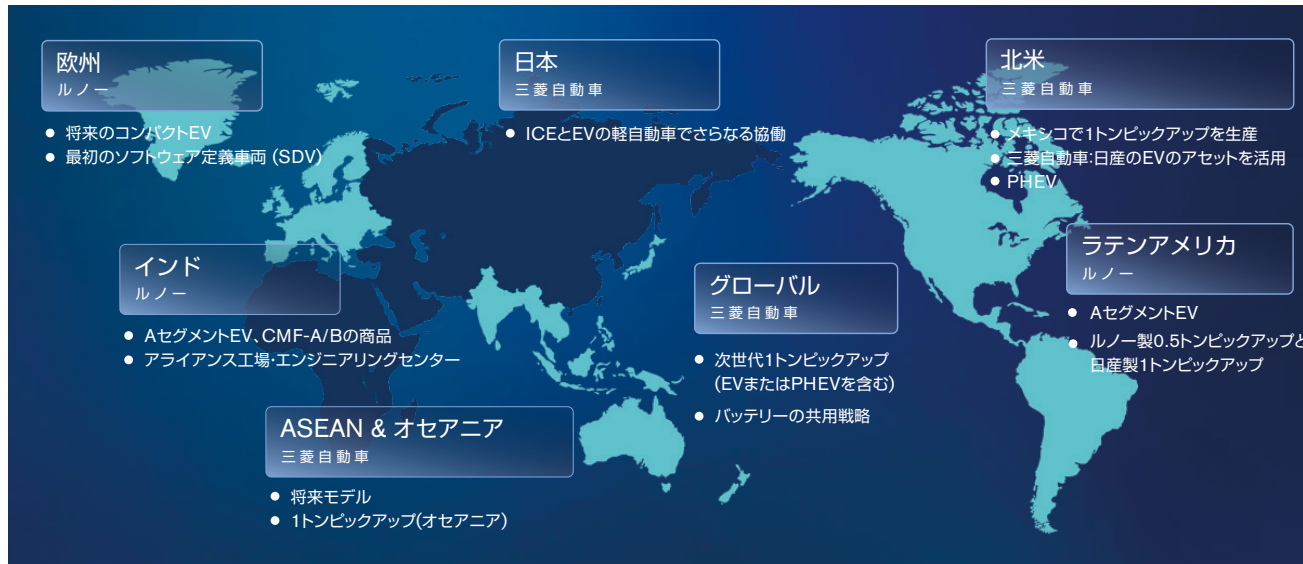 欧州
ルノー
● 将来のコンパクトEV
● 最初のソフトウェア定義車両 (SDV)
日本
三菱自動車
● ICEとEVの軽自動車でさらなる協働
北米
三菱自動車
● メキシコで1トンピックアップを生産
● 三菱自動車:日産のEVのアセットを活用
● PHEV
インド
ルノー
● AセグメントEV、CMF-A/Bの商品
● アライアンス工場・エンジニアリングセンター
グローバル
三菱自動車
● 次世代1トンピックアップ
(EVまたはPHEVを含む)
● バッテリーの共用戦略
ラテンアメリカ
ルノー
● AセグメントEV
● ルノー製0.5トンピックアップと
日産製1トンピックアップ
ASEAN & オセアニア
三菱自動車
● 将来モデル
● 1トンピックアップ(オセアニア)